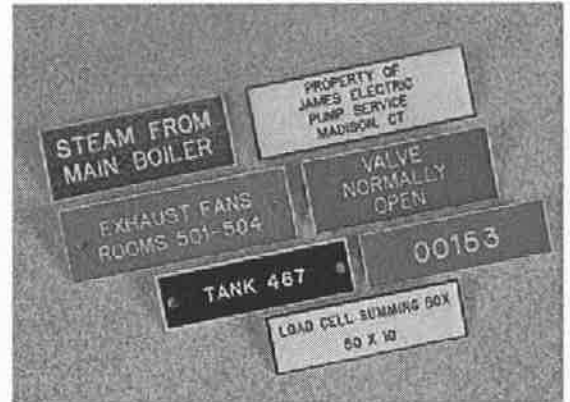 STEAM FROM
MAIN BOILER
PROPERTY OF
JAMES ELECTRIC
PUMP SERVICE
MADISON, CT
EXHAUST FANS
ROOMS 501-504
VALVE
NORMALLY
OPEN
TANK 467
00153
LOAD CELL SUMMING BOX
60 X 10